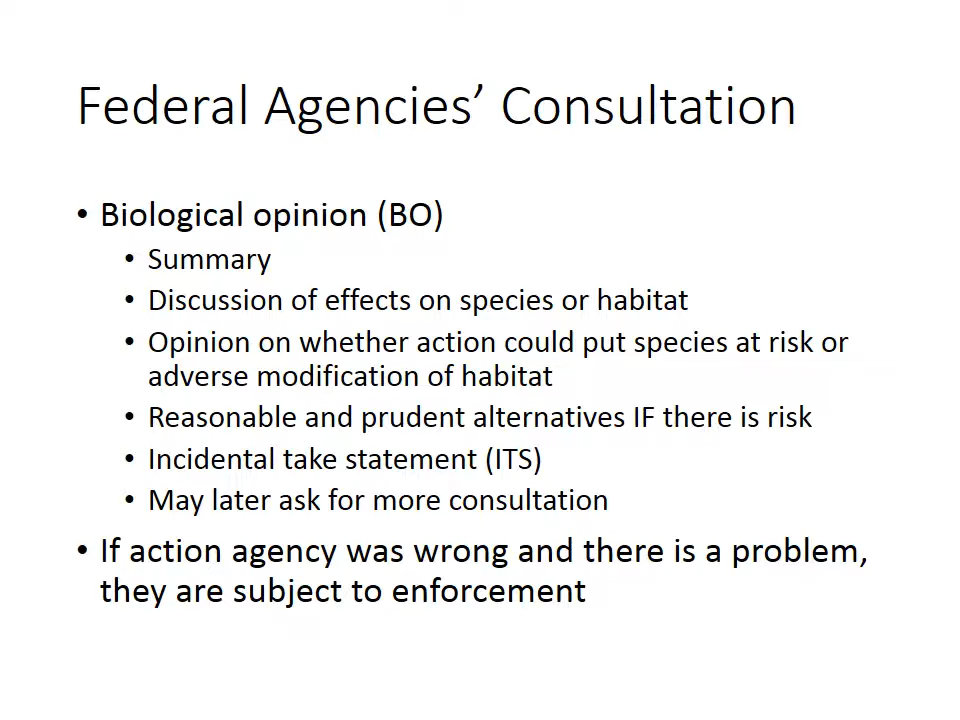 Federal Agencies’ Consultation
• Biological opinion (BO)
• Summary
• Discussion of effects on species or habitat
• Opinion on whether action could put species at risk or
adverse modification of habitat
• Reasonable and prudent alternatives IF there is risk
• Incidental take statement (ITS)
• May later ask for more consultation
• If action agency was wrong and there is a problem,
they are subject to enforcement